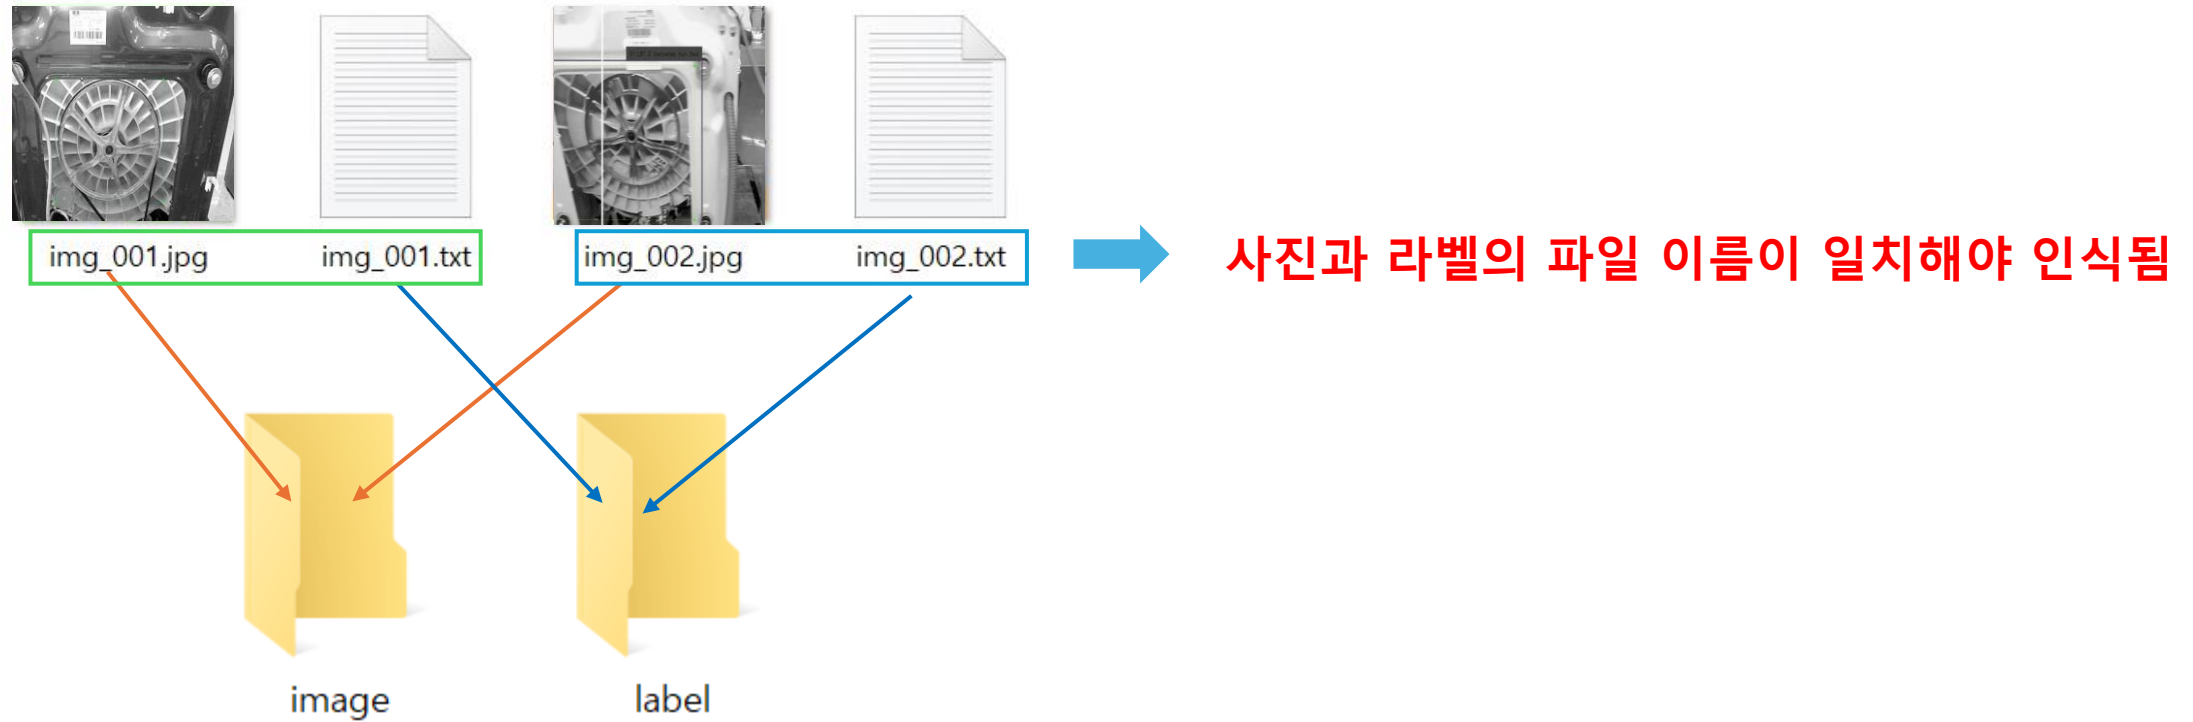 img_001.jpg
img_001.txt
img_002.jpg
img_002.txt
사진과 라벨의 파일 이름이 일치해야 인식됨
image
label